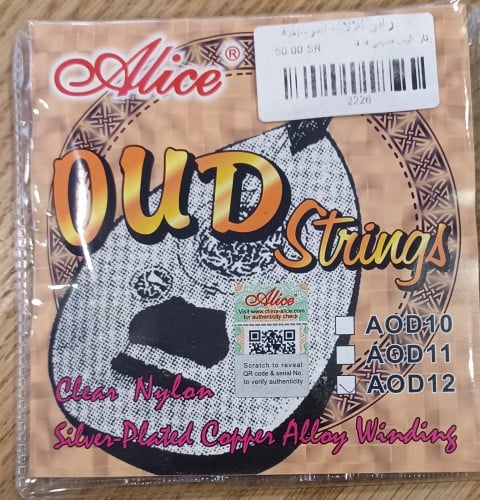 Alice®
50.00 SR
2226
OUD
Strings
Alice
Visit www.china-alice.com
for authenticity check
Scratch to reveal
QR code & serial No.
to verify authenticity
AOD10
AOD11
AOD12
Clear Nylon
Silver-Plated Copper Alloy Winding